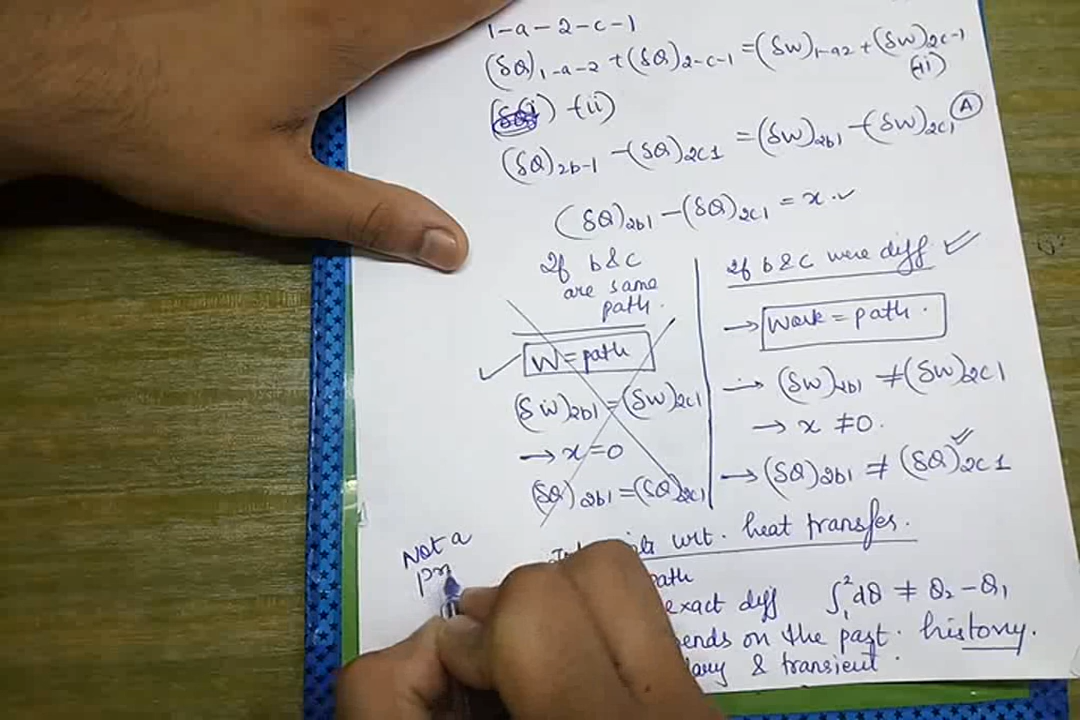 1-a-2-c-1
(δQ)1-a-2 + (δQ)2-c-1 = (δW)1-a2 + (δW)2c-1
(ii)
) - (ii)
(δQ)2b-1 - (δQ)2c1 = (δW)2b1 - (δW)2c1 (A)
(δQ)2b1 - (δQ)2c1 = x ✓
If b & c
are same
path.
W = path
(δW)2b1 = (δW)2c1
→ x = 0
(δQ)2b1 = (δQ)2c1
If b & c were diff ✓
→ Work = path.
→ (δW)2b1 ≠ (δW)2c1
→ x ≠ 0.
→ (δQ)2b1 ≠ (δQ)2c1
wrt. heat transfer.
path
exact diff ∫₁² dQ ≠ Q2 - Q1
on the past. history.
& transient.
Not a